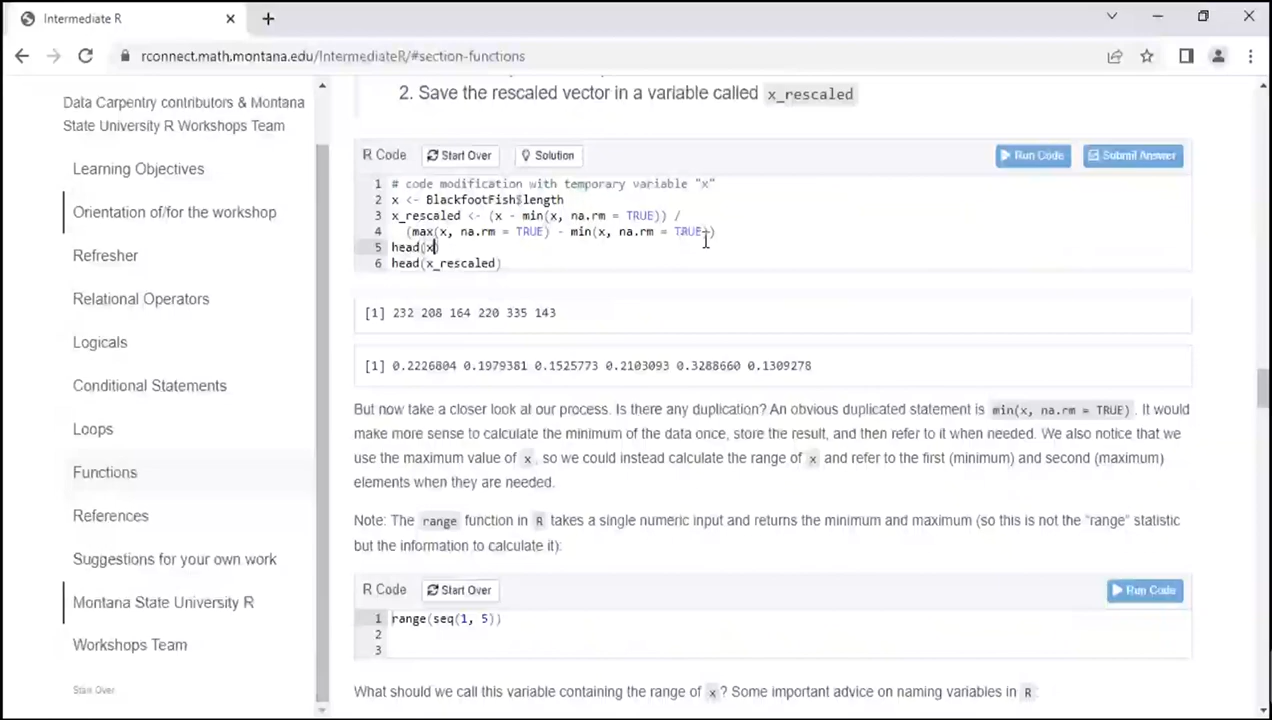 Intermediate R
rconnect.math.montana.edu/IntermediateR/#section-functions
Data Carpentry contributors & Montana
State University R Workshops Team
Learning Objectives
Orientation of/for the workshop
Refresher
Relational Operators
Logicals
Conditional Statements
Loops
Functions
References
Suggestions for your own work
Montana State University R
Workshops Team
Start Over
2. Save the rescaled vector in a variable called x_rescaled
R Code Start Over Solution Run Code Submit Answer
1 # code modification with temporary variable "x"
2 x <- BlackfootFish$length
3 x_rescaled <- (x - min(x, na.rm = TRUE)) /
4 (max(x, na.rm = TRUE) - min(x, na.rm = TRUE))
5 head(x)
6 head(x_rescaled)
[1] 232 208 164 220 335 143
[1] 0.2226804 0.1979381 0.1525773 0.2103093 0.3288660 0.1309278
But now take a closer look at our process. Is there any duplication? An obvious duplicated statement is min(x, na.rm = TRUE) . It would
make more sense to calculate the minimum of the data once, store the result, and then refer to it when needed. We also notice that we
use the maximum value of x , so we could instead calculate the range of x and refer to the first (minimum) and second (maximum)
elements when they are needed.
Note: The range function in R takes a single numeric input and returns the minimum and maximum (so this is not the "range" statistic
but the information to calculate it):
R Code Start Over Run Code
1 range(seq(1, 5))
2
3
What should we call this variable containing the range of x ? Some important advice on naming variables in R :